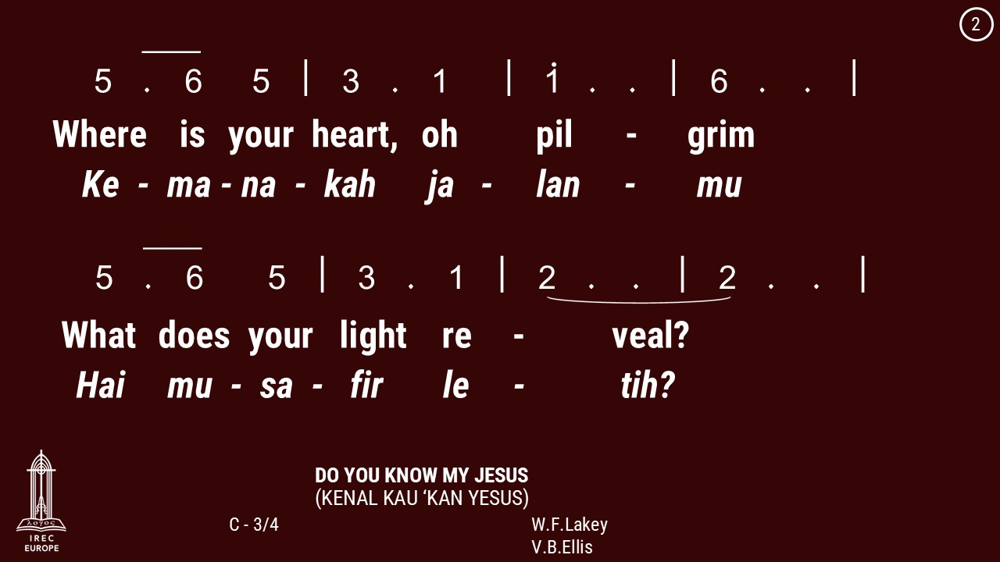 2
5 . 6 5 | 3 . 1 | 1̇ . . | 6 . . |
Where is your heart, oh pil - grim
Ke - ma - na - kah ja - lan - mu
5 . 6 5 | 3 . 1 | 2 . . | 2 . . |
What does your light re - veal?
Hai mu - sa - fir le - tih?
DO YOU KNOW MY JESUS
(KENAL KAU ‘KAN YESUS)
C - 3/4
W.F.Lakey
V.B.Ellis
λογος
IREC
EUROPE